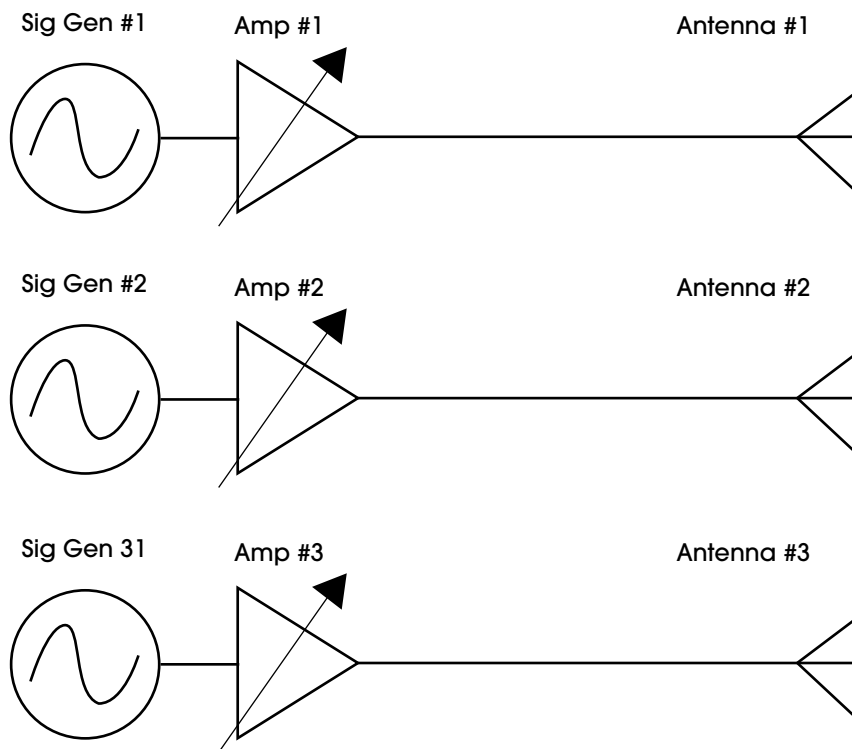 Sig Gen #1
Amp #1
Antenna #1
Sig Gen #2
Amp #2
Antenna #2
Sig Gen 31
Amp #3
Antenna #3